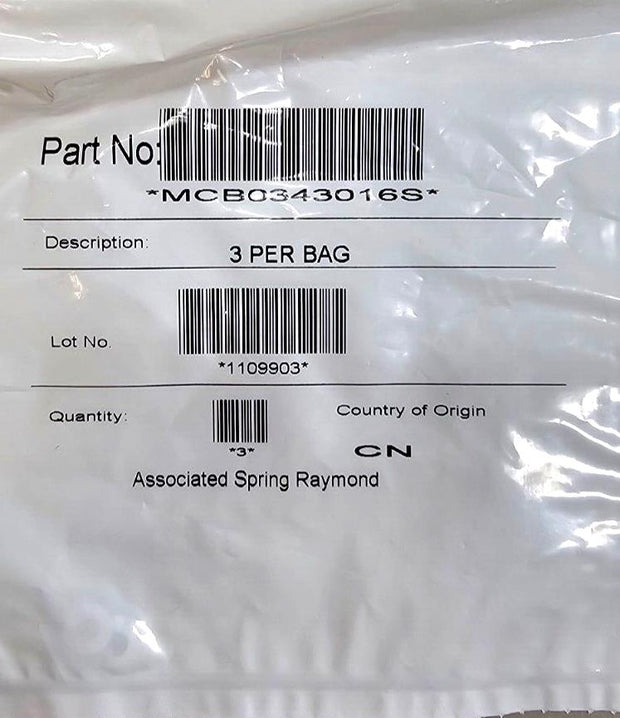 Part No:
*MCB0343016S*
Description:
3 PER BAG
Lot No.
*1109903*
Quantity:
*3*
Country of Origin
CN
Associated Spring Raymond